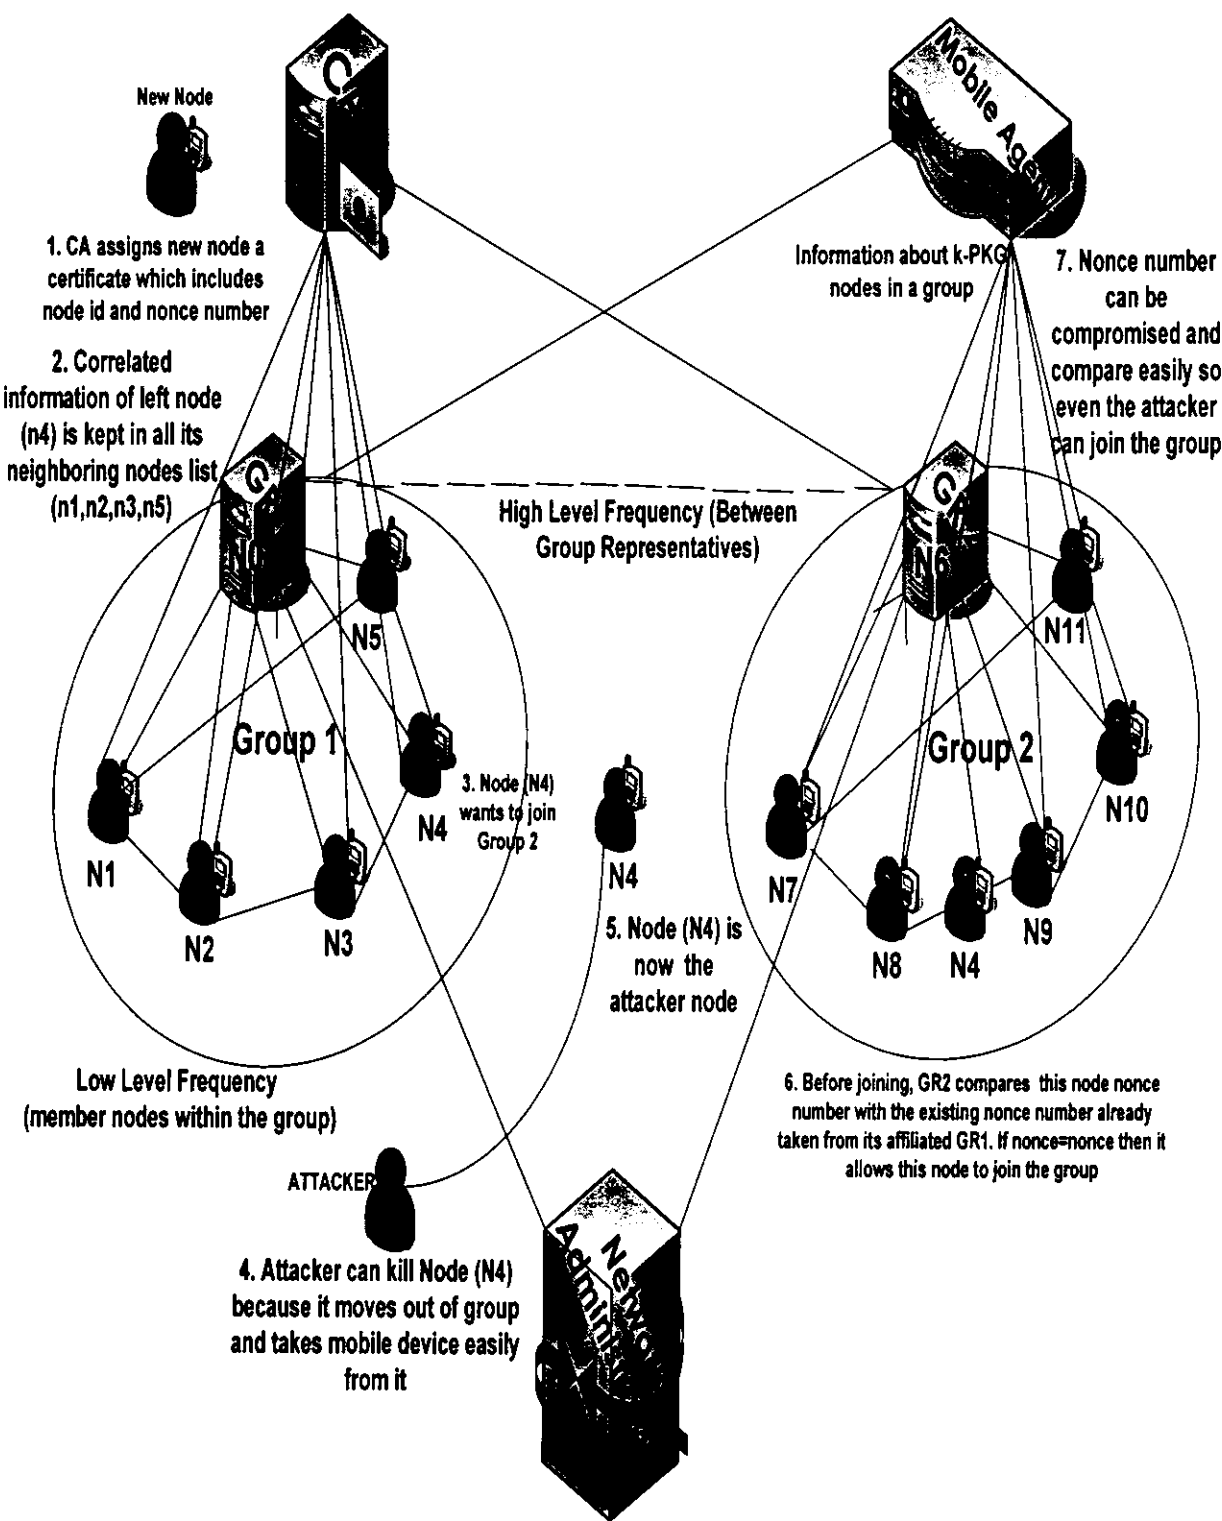 New Node
1. CA assigns new node a
certificate which includes
node id and nonce number
2. Correlated
information of left node
(n4) is kept in all its
neighboring nodes list
(n1,n2,n3,n5)
Mobile Agent
Information about k-PKG
nodes in a group
7. Nonce number
can be
compromised and
compare easily so
even the attacker
can join the group
High Level Frequency (Between
Group Representatives)
N6
N5
N11
Group 1
Group 2
3. Node (N4)
wants to join
Group 2
N4
N10
N1
N2
N3
N4
N7
N8
N4
N9
5. Node (N4) is
now the
attacker node
Low Level Frequency
(member nodes within the group)
6. Before joining, GR2 compares this node nonce
number with the existing nonce number already
taken from its affiliated GR1. If nonce=nonce then it
allows this node to join the group
ATTACKER
4. Attacker can kill Node (N4)
because it moves out of group
and takes mobile device easily
from it